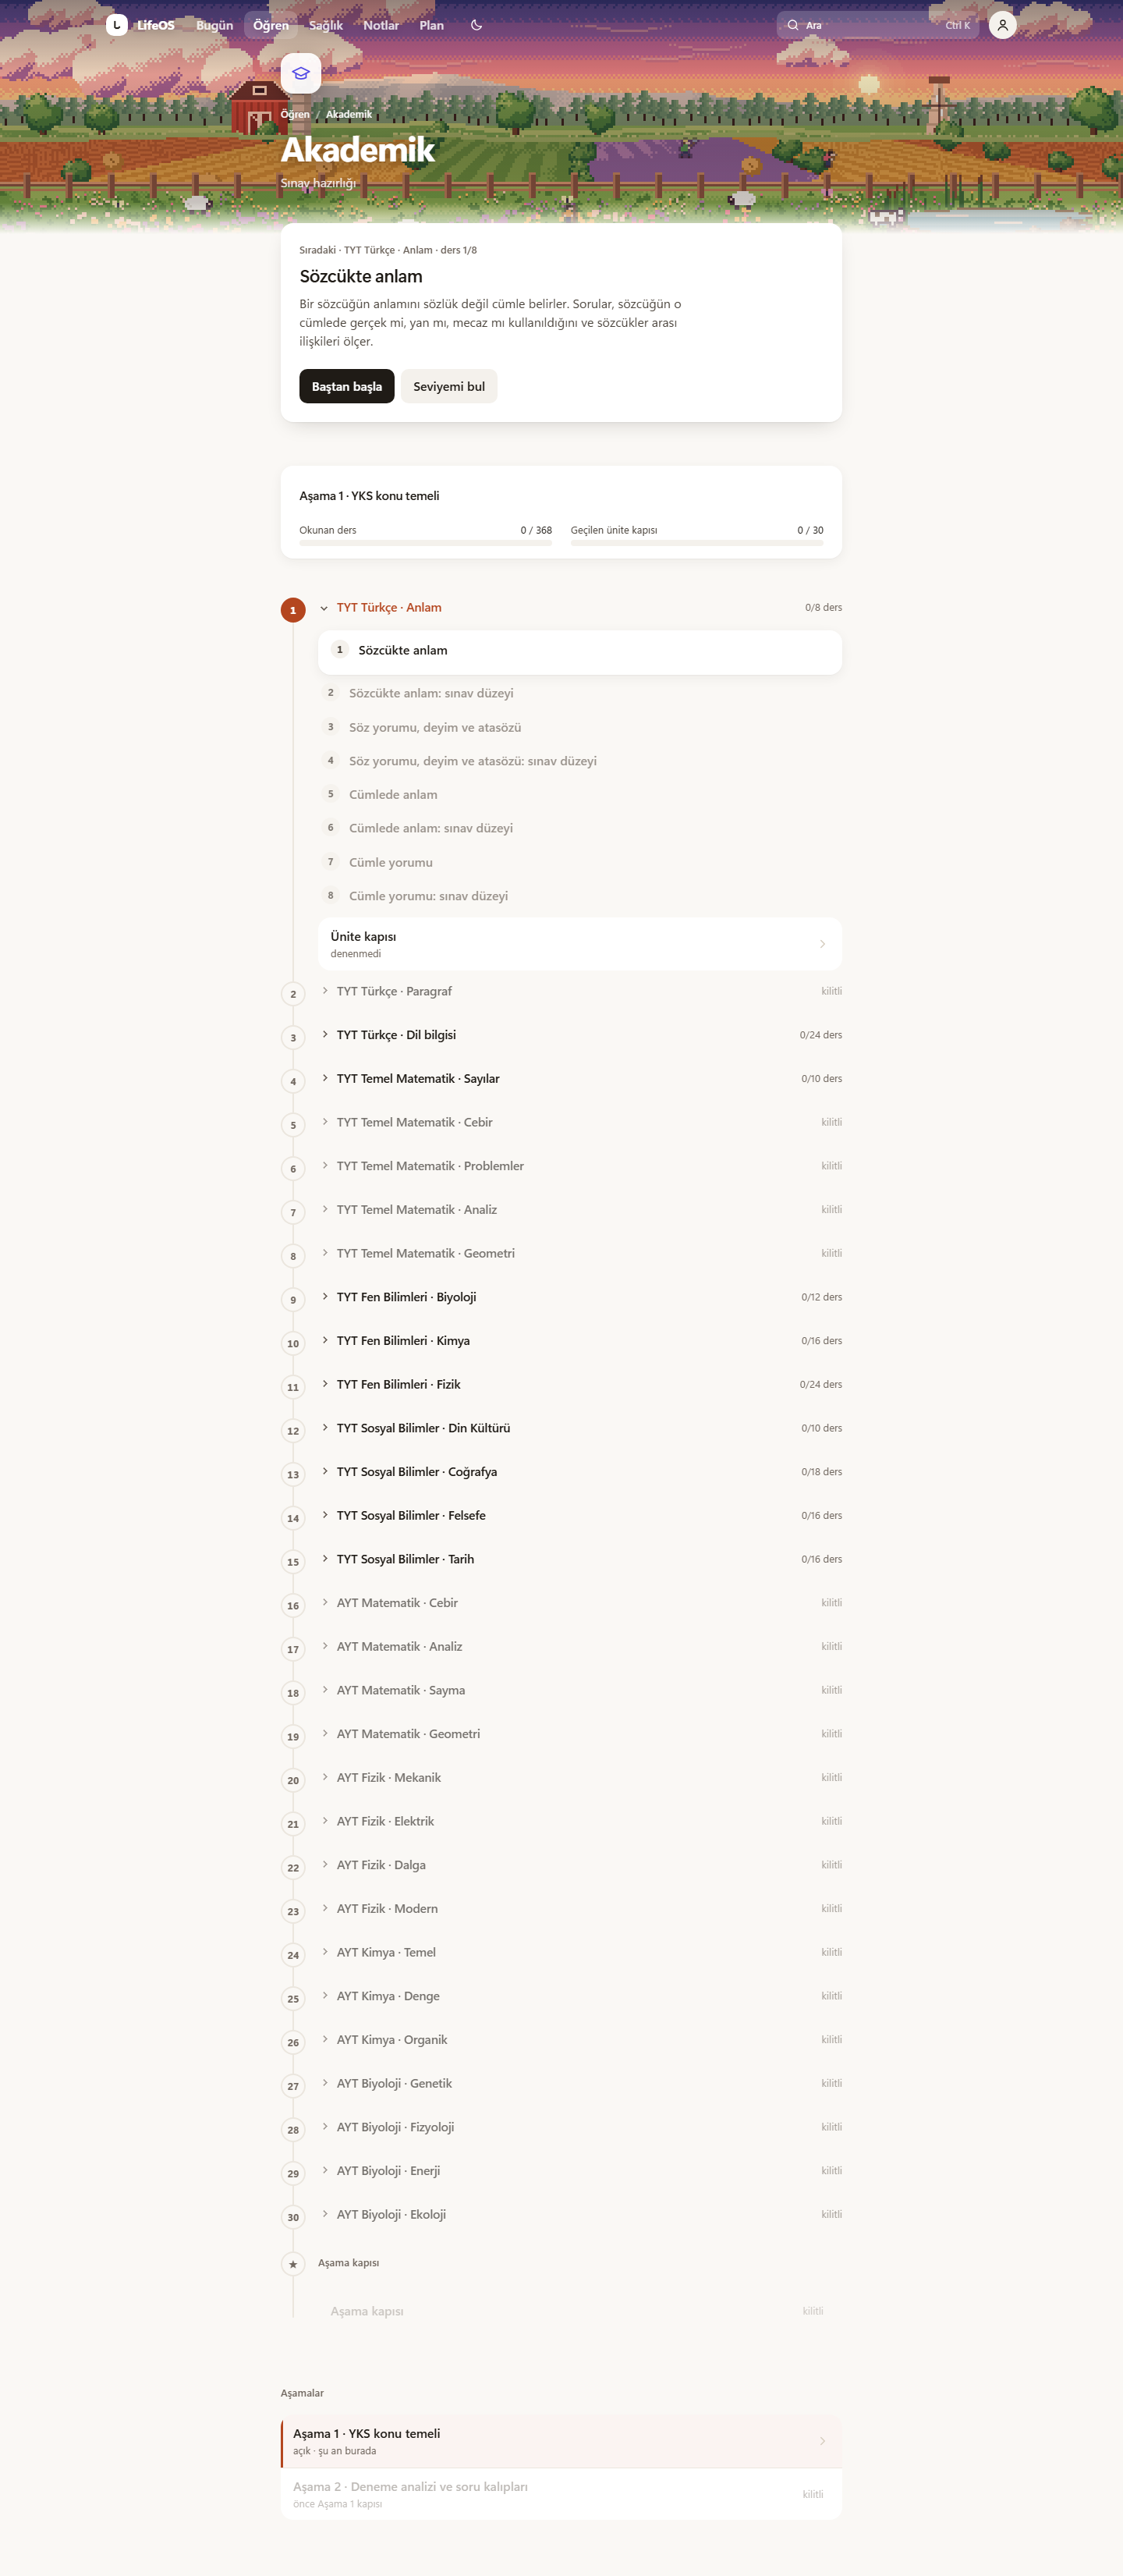 LifeOS Bugün Öğren Sağlık Notlar Plan Ara Ctrl K
Öğren / Akademik
Akademik
Sınav hazırlığı
Sıradaki · TYT Türkçe · Anlam · ders 1/8
Sözcükte anlam
Bir sözcüğün anlamını sözlük değil cümle belirler. Sorular, sözcüğün o
cümlede gerçek mi, yan mı, mecaz mı kullanıldığını ve sözcükler arası
ilişkileri ölçer.
Baştan başla Seviyemi bul
Aşama 1 · YKS konu temeli
Okunan ders 0 / 368 Geçilen ünite kapısı 0 / 30
1 TYT Türkçe · Anlam 0/8 ders
1 Sözcükte anlam
2 Sözcükte anlam: sınav düzeyi
3 Söz yorumu, deyim ve atasözü
4 Söz yorumu, deyim ve atasözü: sınav düzeyi
5 Cümlede anlam
6 Cümlede anlam: sınav düzeyi
7 Cümle yorumu
8 Cümle yorumu: sınav düzeyi
Ünite kapısı
denenmedi
2 TYT Türkçe · Paragraf kilitli
3 TYT Türkçe · Dil bilgisi 0/24 ders
4 TYT Temel Matematik · Sayılar 0/10 ders
5 TYT Temel Matematik · Cebir kilitli
6 TYT Temel Matematik · Problemler kilitli
7 TYT Temel Matematik · Analiz kilitli
8 TYT Temel Matematik · Geometri kilitli
9 TYT Fen Bilimleri · Biyoloji 0/12 ders
10 TYT Fen Bilimleri · Kimya 0/16 ders
11 TYT Fen Bilimleri · Fizik 0/24 ders
12 TYT Sosyal Bilimler · Din Kültürü 0/10 ders
13 TYT Sosyal Bilimler · Coğrafya 0/18 ders
14 TYT Sosyal Bilimler · Felsefe 0/16 ders
15 TYT Sosyal Bilimler · Tarih 0/16 ders
16 AYT Matematik · Cebir kilitli
17 AYT Matematik · Analiz kilitli
18 AYT Matematik · Sayma kilitli
19 AYT Matematik · Geometri kilitli
20 AYT Fizik · Mekanik kilitli
21 AYT Fizik · Elektrik kilitli
22 AYT Fizik · Dalga kilitli
23 AYT Fizik · Modern kilitli
24 AYT Kimya · Temel kilitli
25 AYT Kimya · Denge kilitli
26 AYT Kimya · Organik kilitli
27 AYT Biyoloji · Genetik kilitli
28 AYT Biyoloji · Fizyoloji kilitli
29 AYT Biyoloji · Enerji kilitli
30 AYT Biyoloji · Ekoloji kilitli
★ Aşama kapısı
Aşama kapısı kilitli
Aşamalar
Aşama 1 · YKS konu temeli
açık · şu an burada
Aşama 2 · Deneme analizi ve soru kalıpları kilitli
önce Aşama 1 kapısı